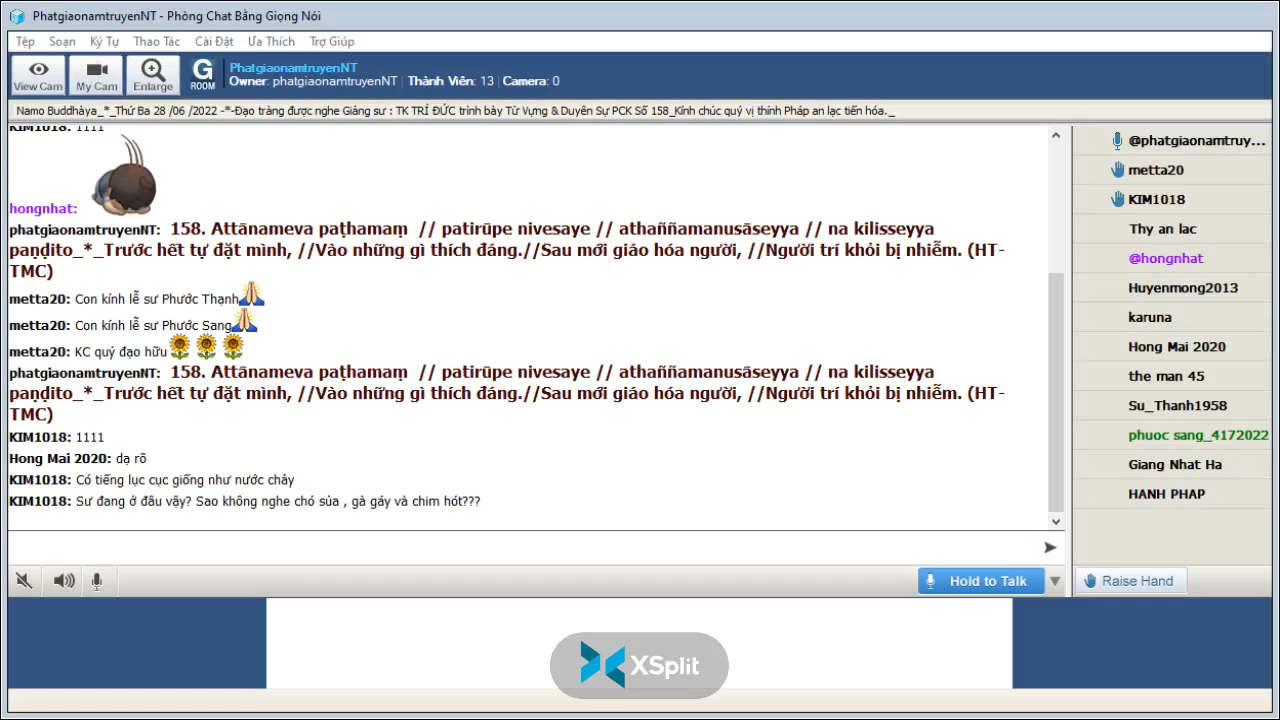 PhatgiaonamtruyenNT - Phòng Chat Bằng Giọng Nói
Tệp Soạn Ký Tự Thao Tác Cài Đặt Ưa Thích Trợ Giúp
View Cam My Cam Enlarge G ROOM
PhatgiaonamtruyenNT
Owner: phatgiaonamtruyenNT | Thành Viên: 13 | Camera: 0
Namo Buddhàya_*_Thứ Ba 28 /06 /2022 -*-Đạo tràng được nghe Giảng sư : TK TRÍ ĐỨC trình bày Từ Vựng & Duyên Sự PCK Số 158_Kính chúc quý vị thính Pháp an lạc tiến hóa._
KIM1018: 1111
hongnhat:
phatgiaonamtruyenNT: 158. Attānameva paṭhamaṃ // patirūpe nivesaye // athaññamanusāseyya // na kilisseyya
paṇḍito_*_Trước hết tự đặt mình, //Vào những gì thích đáng.//Sau mới giáo hóa người, //Người trí khỏi bị nhiễm. (HT-
TMC)
metta20: Con kính lễ sư Phước Thạnh
metta20: Con kính lễ sư Phước Sang
metta20: KC quý đạo hữu
phatgiaonamtruyenNT: 158. Attānameva paṭhamaṃ // patirūpe nivesaye // athaññamanusāseyya // na kilisseyya
paṇḍito_*_Trước hết tự đặt mình, //Vào những gì thích đáng.//Sau mới giáo hóa người, //Người trí khỏi bị nhiễm. (HT-
TMC)
KIM1018: 1111
Hong Mai 2020: dạ rõ
KIM1018: Có tiếng lục cục giống như nước chảy
KIM1018: Sư đang ở đâu vậy? Sao không nghe chó sủa , gà gáy và chim hót???
@phatgiaonamtruy...
metta20
KIM1018
Thy an lac
@hongnhat
Huyenmong2013
karuna
Hong Mai 2020
the man 45
Su_Thanh1958
phuoc sang_4172022
Giang Nhat Ha
HANH PHAP
Hold to Talk
Raise Hand
XSplit